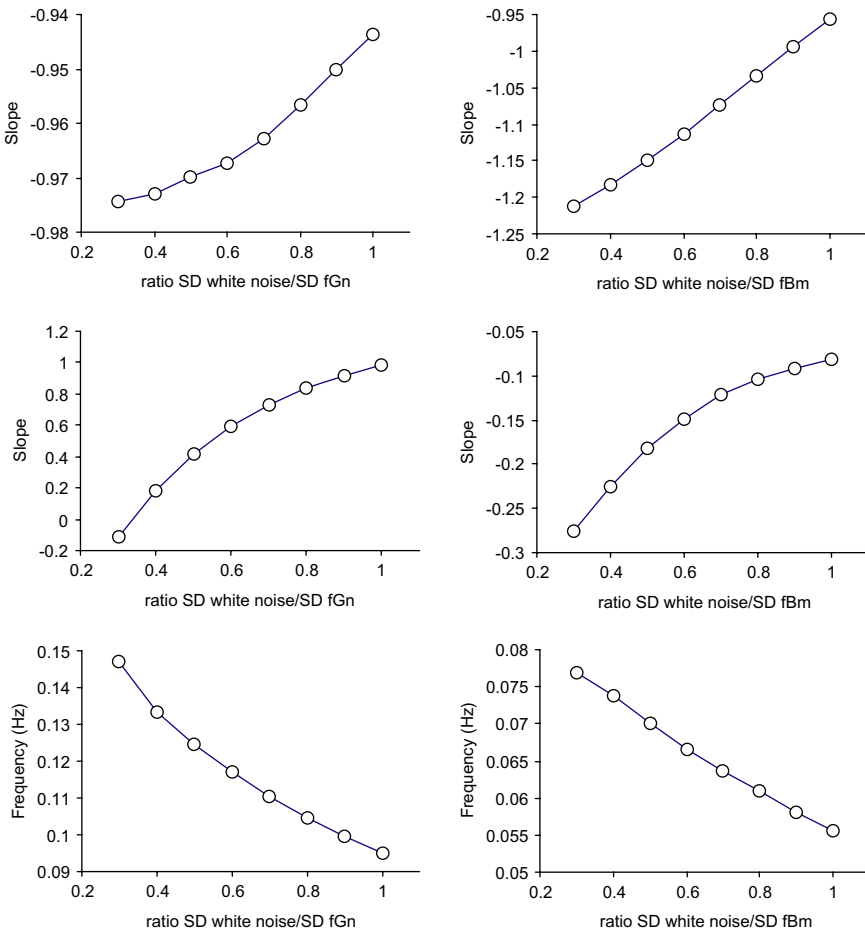 -0.94
-0.95
-0.96
-0.97
-0.98
Slope
0.2 0.4 0.6 0.8 1
ratio SD white noise/SD fGn
-0.95
-1
-1.05
-1.1
-1.15
-1.2
-1.25
Slope
0.2 0.4 0.6 0.8 1
ratio SD white noise/SD fBm
1.2
1
0.8
0.6
0.4
0.2
0
-0.2
Slope
0.2 0.4 0.6 0.8 1
ratio SD white noise/SD fGn
-0.05
-0.1
-0.15
-0.2
-0.25
-0.3
Slope
0.2 0.4 0.6 0.8 1
ratio SD white noise/SD fBm
0.15
0.14
0.13
0.12
0.11
0.1
0.09
Frequency (Hz)
0.2 0.4 0.6 0.8 1
ratio SD white noise/SD fGn
0.08
0.075
0.07
0.065
0.06
0.055
0.05
Frequency (Hz)
0.2 0.4 0.6 0.8 1
ratio SD white noise/SD fBm